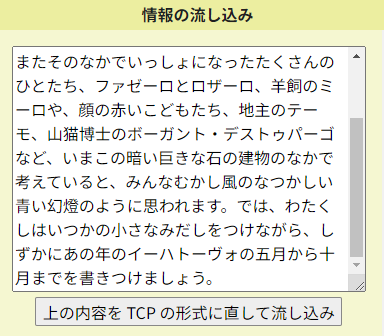 情報の流し込み
またそのなかでいっしょになったたくさんの
ひとたち、ファゼーロとロザーロ、羊飼のミ
ーロや、顔の赤いこどもたち、地主のテー
モ、山猫博士のボーガント・デストゥパーゴ
など、いまこの暗い巨きな石の建物のなかで
考えていると、みんなむかし風のなつかしい
青い幻燈のように思われます。では、わたく
しはいつかの小さなみだしをつけながら、し
ずかにあの年のイーハトーヴォの五月から十
月までを書きつけましょう。
上の内容を TCP の形式に直して流し込み